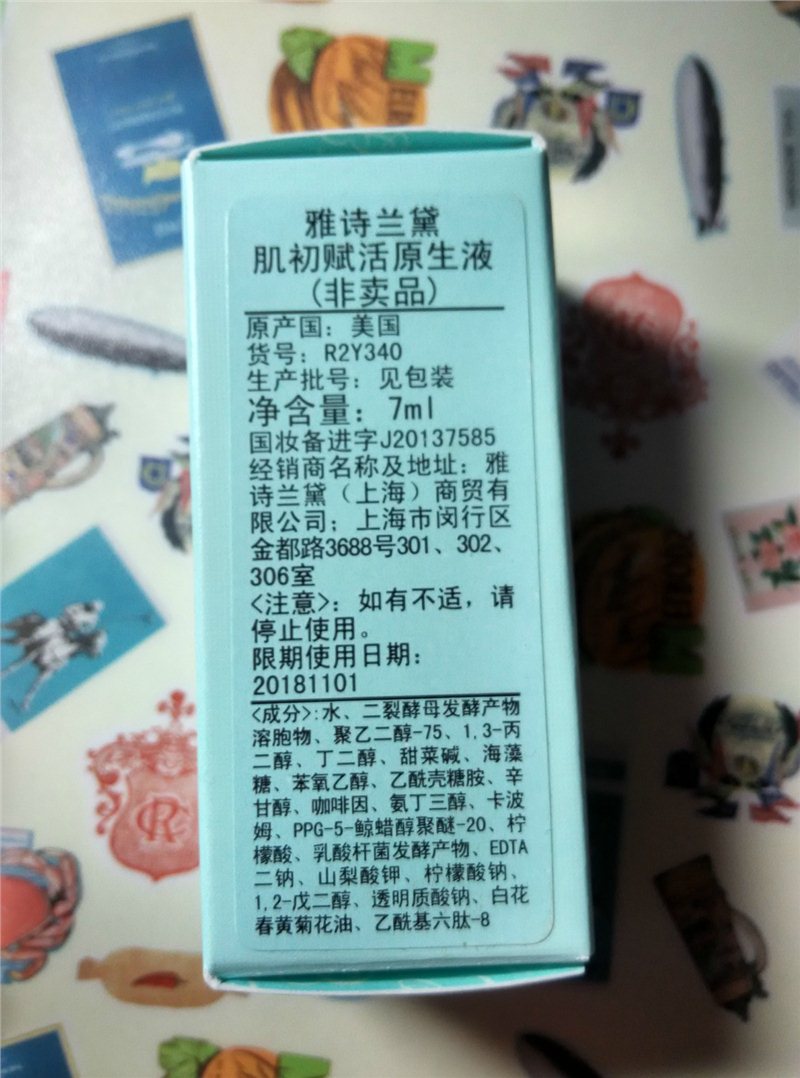 雅诗兰黛
肌初赋活原生液
(非卖品)
原产国：美国
货号：R2Y340
生产批号：见包装
净含量：7ml
国妆备进字J20137585
经销商名称及地址：雅
诗兰黛（上海）商贸有
限公司；上海市闵行区
金都路3688号301、302、
306室
<注意>：如有不适，请
停止使用。
限期使用日期：
20181101
<成分>:水、二裂酵母发酵产物
溶胞物、聚乙二醇-75、1,3-丙
二醇、丁二醇、甜菜碱、海藻
糖、苯氧乙醇、乙酰壳糖胺、辛
甘醇、咖啡因、氨丁三醇、卡波
姆、PPG-5-鲸蜡醇聚醚-20、柠
檬酸、乳酸杆菌发酵产物、EDTA
二钠、山梨酸钾、柠檬酸钠、
1,2-戊二醇、透明质酸钠、白花
春黄菊花油、乙酰基六肽-8